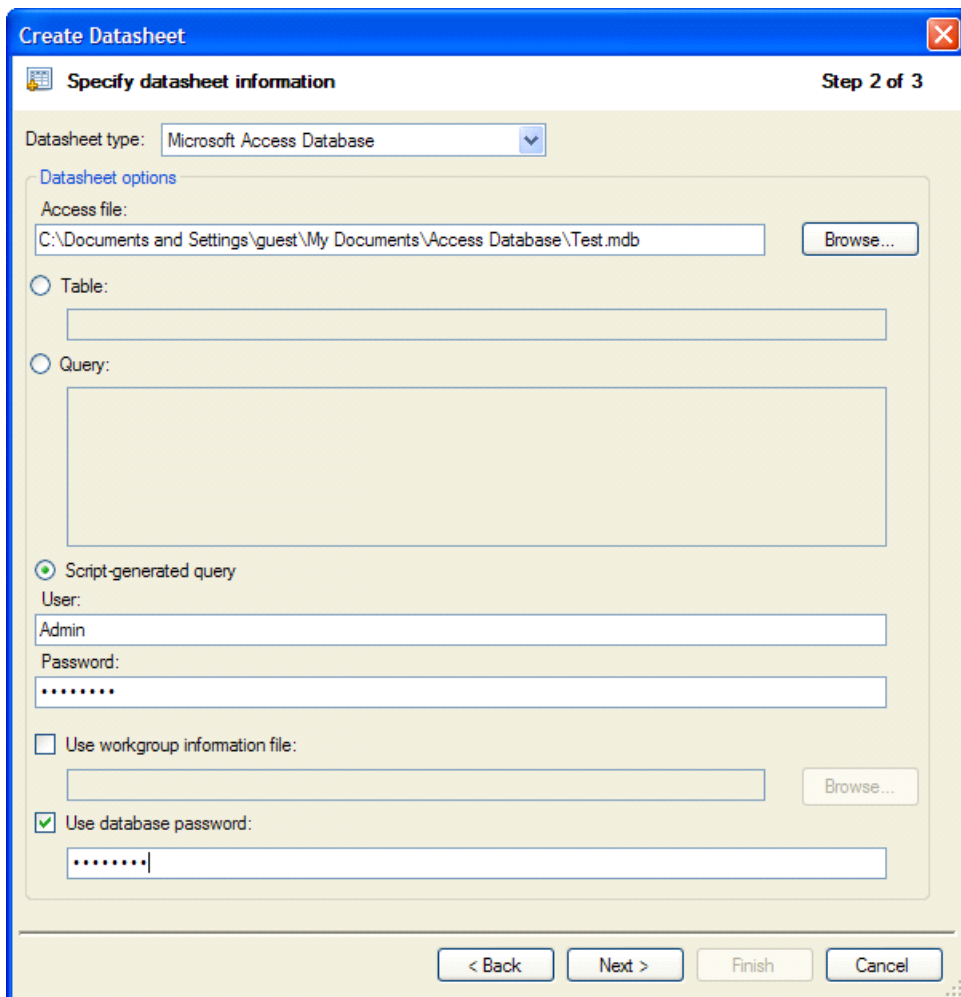 Create Datasheet
Specify datasheet information Step 2 of 3
Datasheet type: Microsoft Access Database
Datasheet options
Access file:
C:\Documents and Settings\guest\My Documents\Access Database\Test.mdb Browse...
Table:
Query:
Script-generated query
User:
Admin
Password:
••••••••
Use workgroup information file:
Browse...
Use database password:
••••••••
< Back Next > Finish Cancel